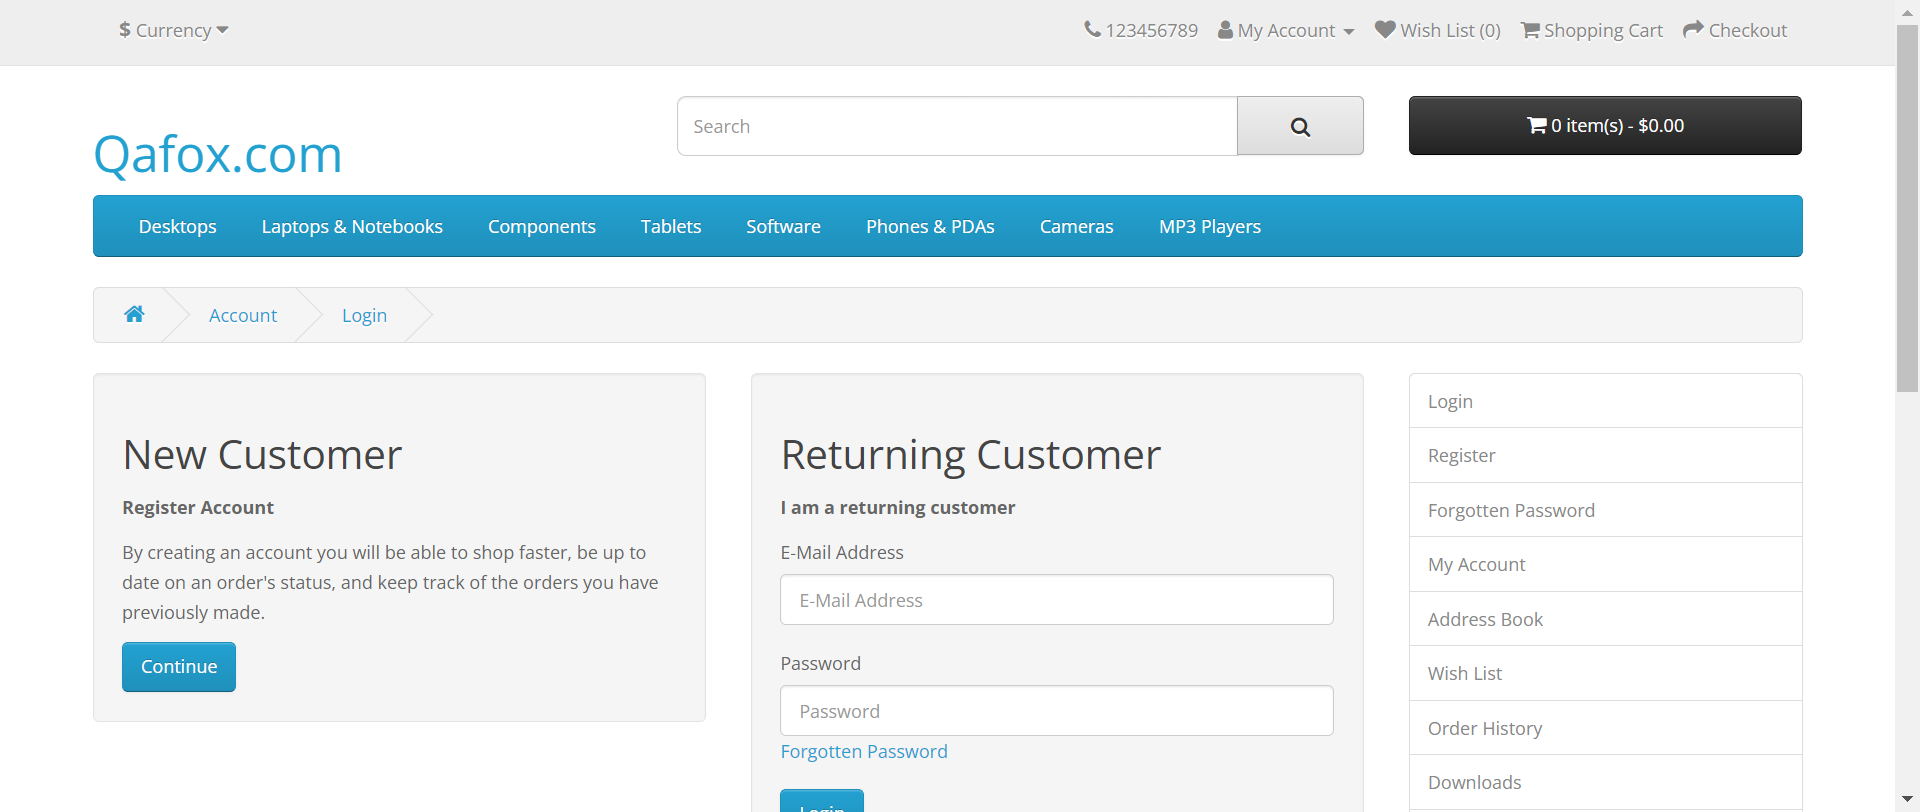 $ Currency
123456789 My Account Wish List (0) Shopping Cart Checkout
Qafox.com
Search
0 item(s) - $0.00
Desktops Laptops & Notebooks Components Tablets Software Phones & PDAs Cameras MP3 Players
Account Login
New Customer
Register Account
By creating an account you will be able to shop faster, be up to
date on an order's status, and keep track of the orders you have
previously made.
Continue
Returning Customer
I am a returning customer
E-Mail Address
E-Mail Address
Password
Password
Forgotten Password
Login
Login
Register
Forgotten Password
My Account
Address Book
Wish List
Order History
Downloads